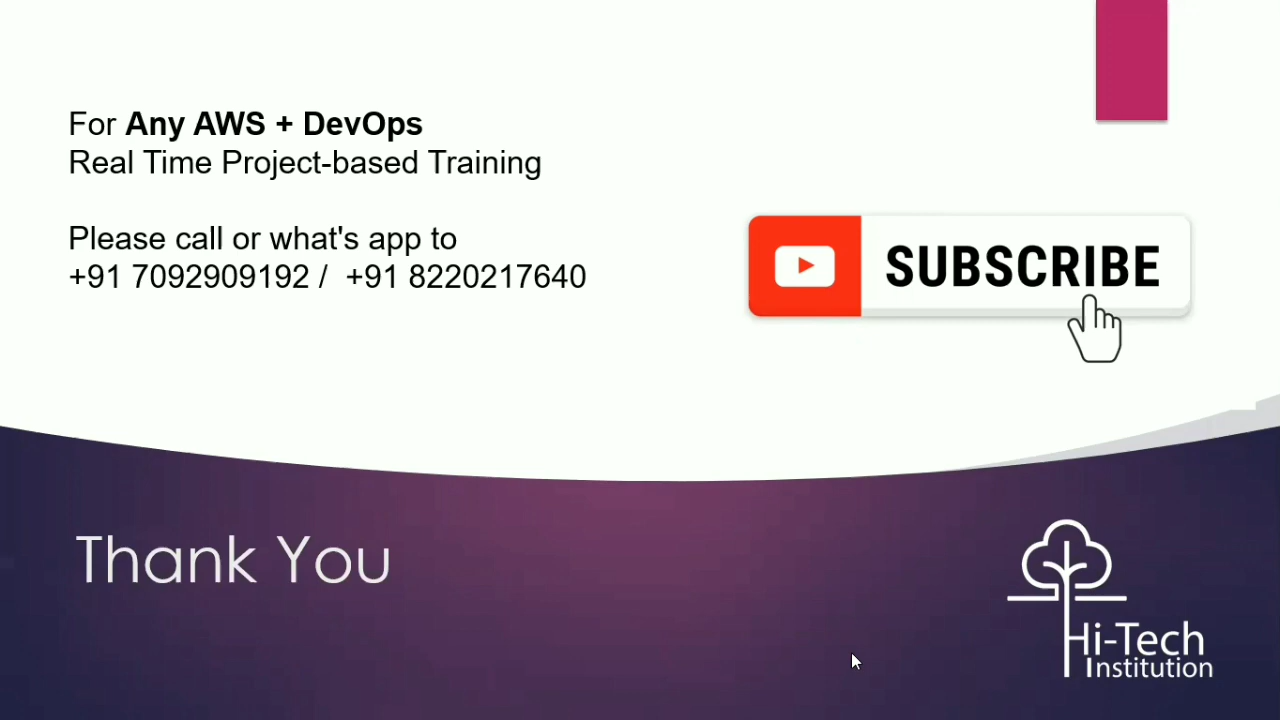 For Any AWS + DevOps
Real Time Project-based Training
Please call or what's app to
+91 7092909192 /  +91 8220217640
SUBSCRIBE
Thank You
Hi-Tech
Institution